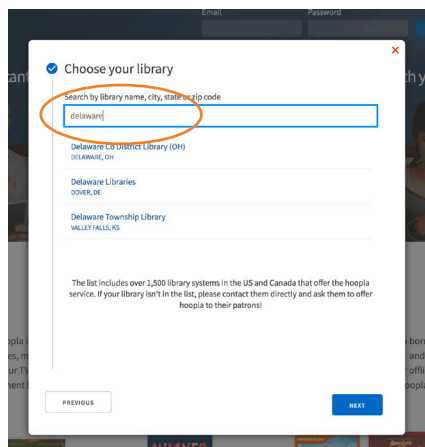 Email Password
Choose your library
Search by library name, city, state or zip code
delaware
Delaware Co District Library (OH)
DELAWARE, OH
Delaware Libraries
DOVER, DE
Delaware Township Library
VALLEY FALLS, KS
The list includes over 1,500 library systems in the US and Canada that offer the hoopla
service. If your library isn't in the list, please contact them directly and ask them to offer
hoopla to their patrons!
PREVIOUS NEXT